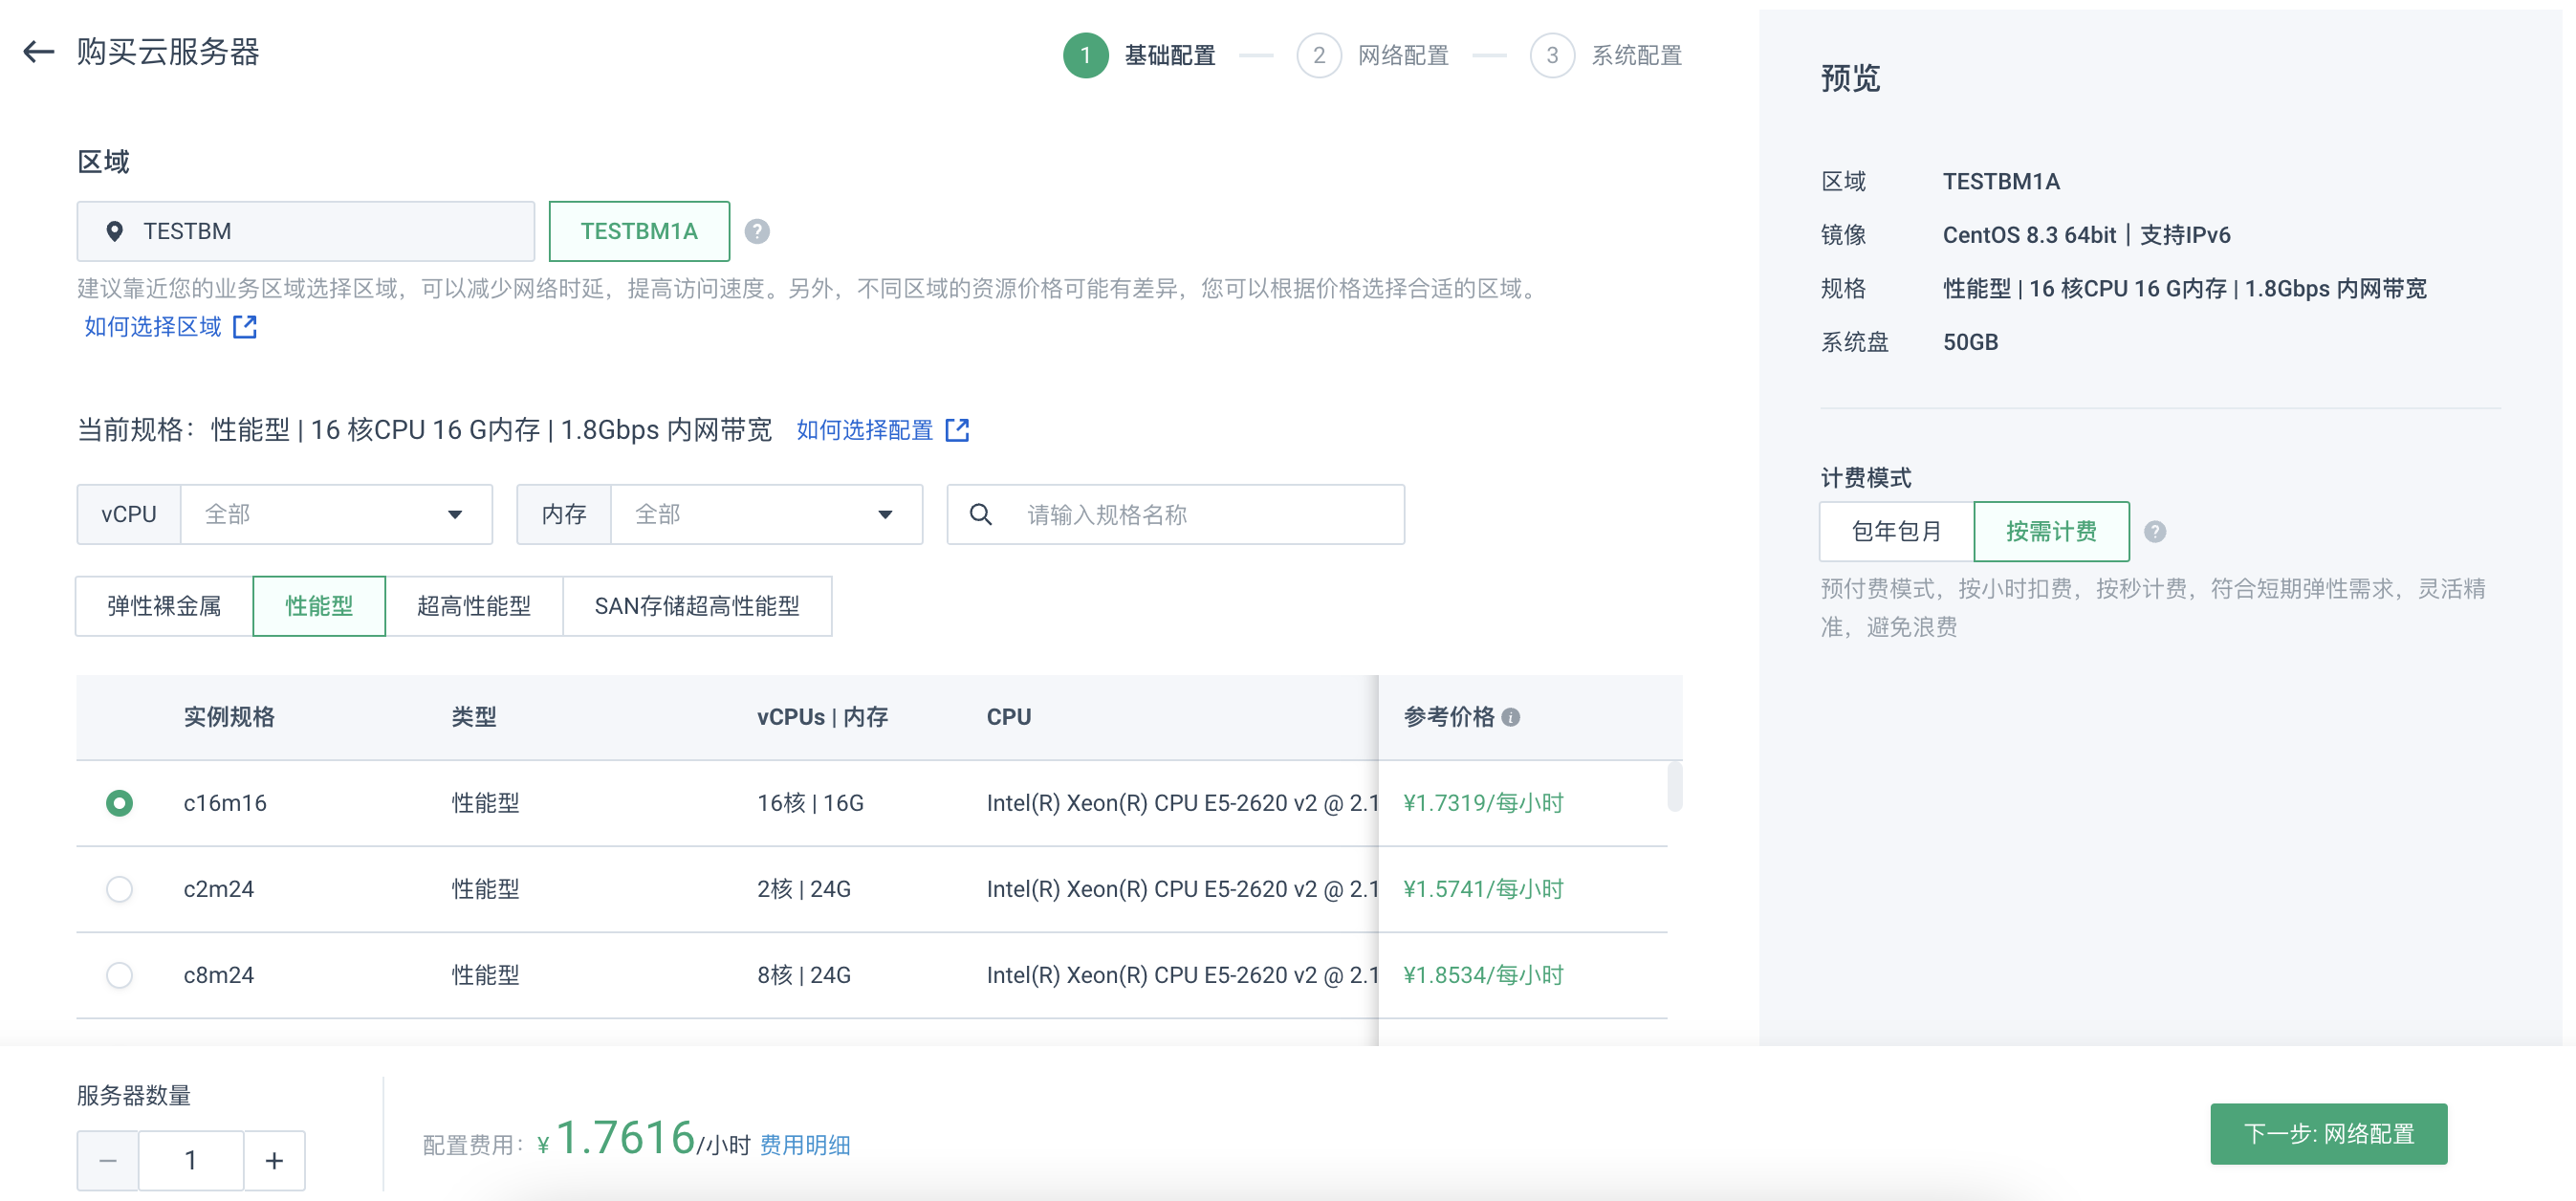 购买云服务器
1 基础配置 2 网络配置 3 系统配置
区域
TESTBM TESTBM1A ?
建议靠近您的业务区域选择区域，可以减少网络时延，提高访问速度。另外，不同区域的资源价格可能有差异，您可以根据价格选择合适的区域。
如何选择区域
当前规格：性能型 | 16 核CPU 16 G内存 | 1.8Gbps 内网带宽 如何选择配置
vCPU 全部 内存 全部 请输入规格名称
弹性裸金属 性能型 超高性能型 SAN存储超高性能型
实例规格 类型 vCPUs | 内存 CPU 参考价格 i
c16m16 性能型 16核 | 16G Intel(R) Xeon(R) CPU E5-2620 v2 @ 2.1 ¥1.7319/每小时
c2m24 性能型 2核 | 24G Intel(R) Xeon(R) CPU E5-2620 v2 @ 2.1 ¥1.5741/每小时
c8m24 性能型 8核 | 24G Intel(R) Xeon(R) CPU E5-2620 v2 @ 2.1 ¥1.8534/每小时
服务器数量
− 1 +
配置费用：¥ 1.7616/小时 费用明细
下一步: 网络配置
预览
区域 TESTBM1A
镜像 CentOS 8.3 64bit｜支持IPv6
规格 性能型 | 16 核CPU 16 G内存 | 1.8Gbps 内网带宽
系统盘 50GB
计费模式
包年包月 按需计费 ?
预付费模式，按小时扣费，按秒计费，符合短期弹性需求，灵活精
准，避免浪费